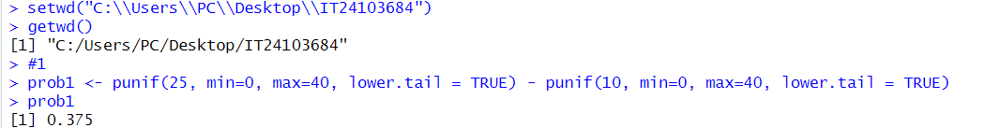 > setwd("C:\\Users\\PC\\Desktop\\IT24103684")
> getwd()
[1] "C:/Users/PC/Desktop/IT24103684"
> #1
> prob1 <- punif(25, min=0, max=40, lower.tail = TRUE) - punif(10, min=0, max=40, lower.tail = TRUE)
> prob1
[1] 0.375